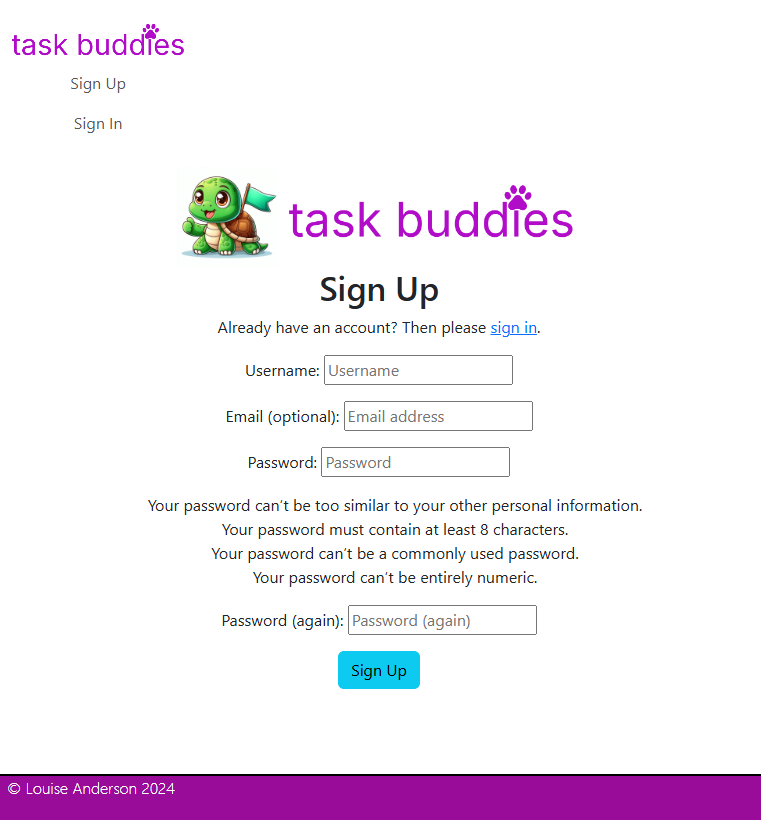 task buddies
Sign Up
Sign In
task buddies
Sign Up
Already have an account? Then please sign in.
Username: Username
Email (optional): Email address
Password: Password
Your password can't be too similar to your other personal information.
Your password must contain at least 8 characters.
Your password can't be a commonly used password.
Your password can't be entirely numeric.
Password (again): Password (again)
Sign Up
© Louise Anderson 2024